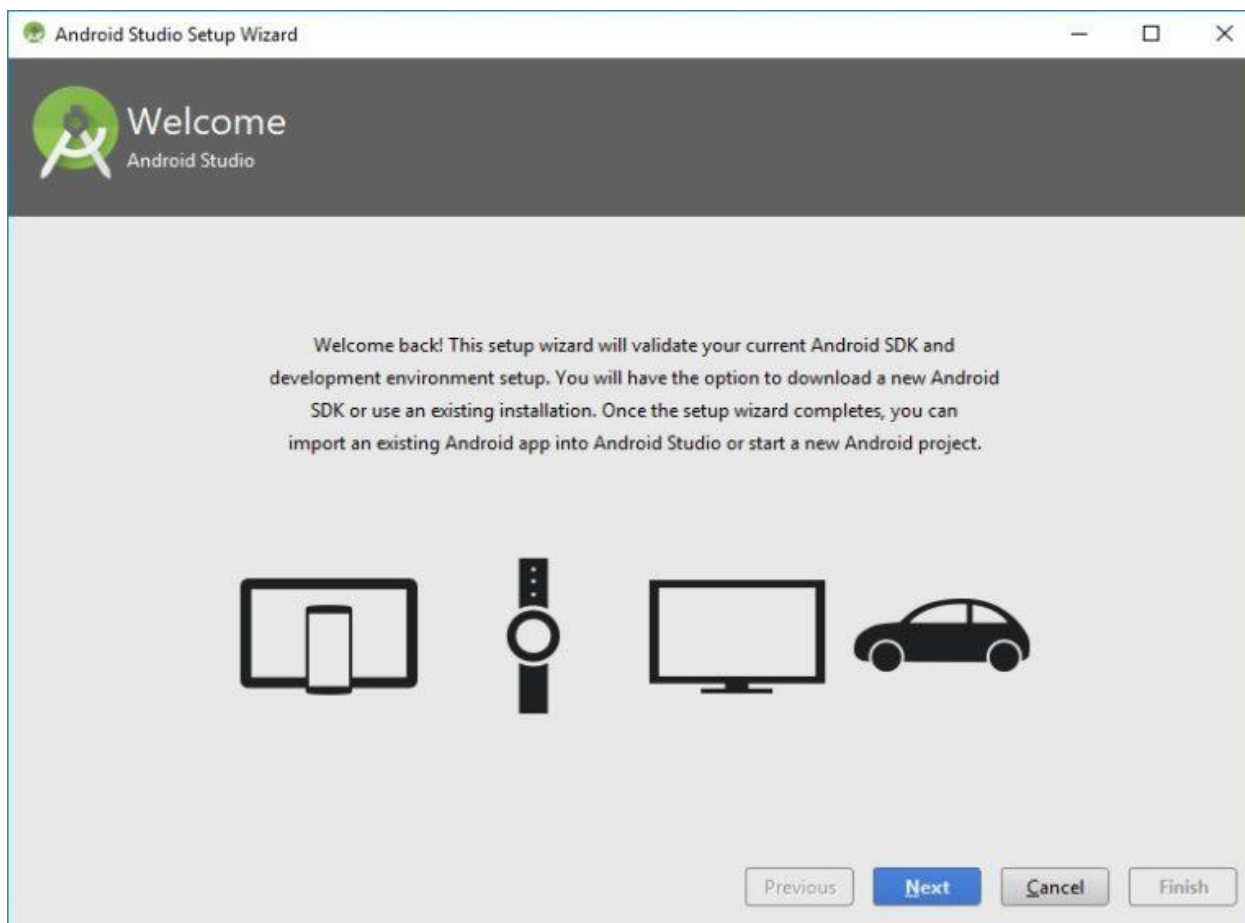 Android Studio Setup Wizard
Welcome
Android Studio
Welcome back! This setup wizard will validate your current Android SDK and
development environment setup. You will have the option to download a new Android
SDK or use an existing installation. Once the setup wizard completes, you can
import an existing Android app into Android Studio or start a new Android project.
Previous Next Cancel Finish